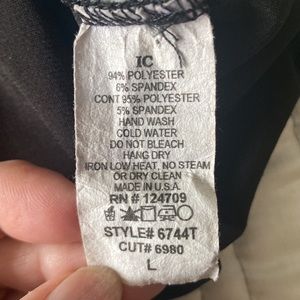 IC
94% POLYESTER
6% SPANDEX
CONT 95% POLYESTER
5% SPANDEX
HAND WASH
COLD WATER
DO NOT BLEACH
HANG DRY
IRON LOW HEAT, NO STEAM
OR DRY CLEAN
MADE IN U.S.A.
RN # 124709
STYLE# 6744T
CUT# 6980
L